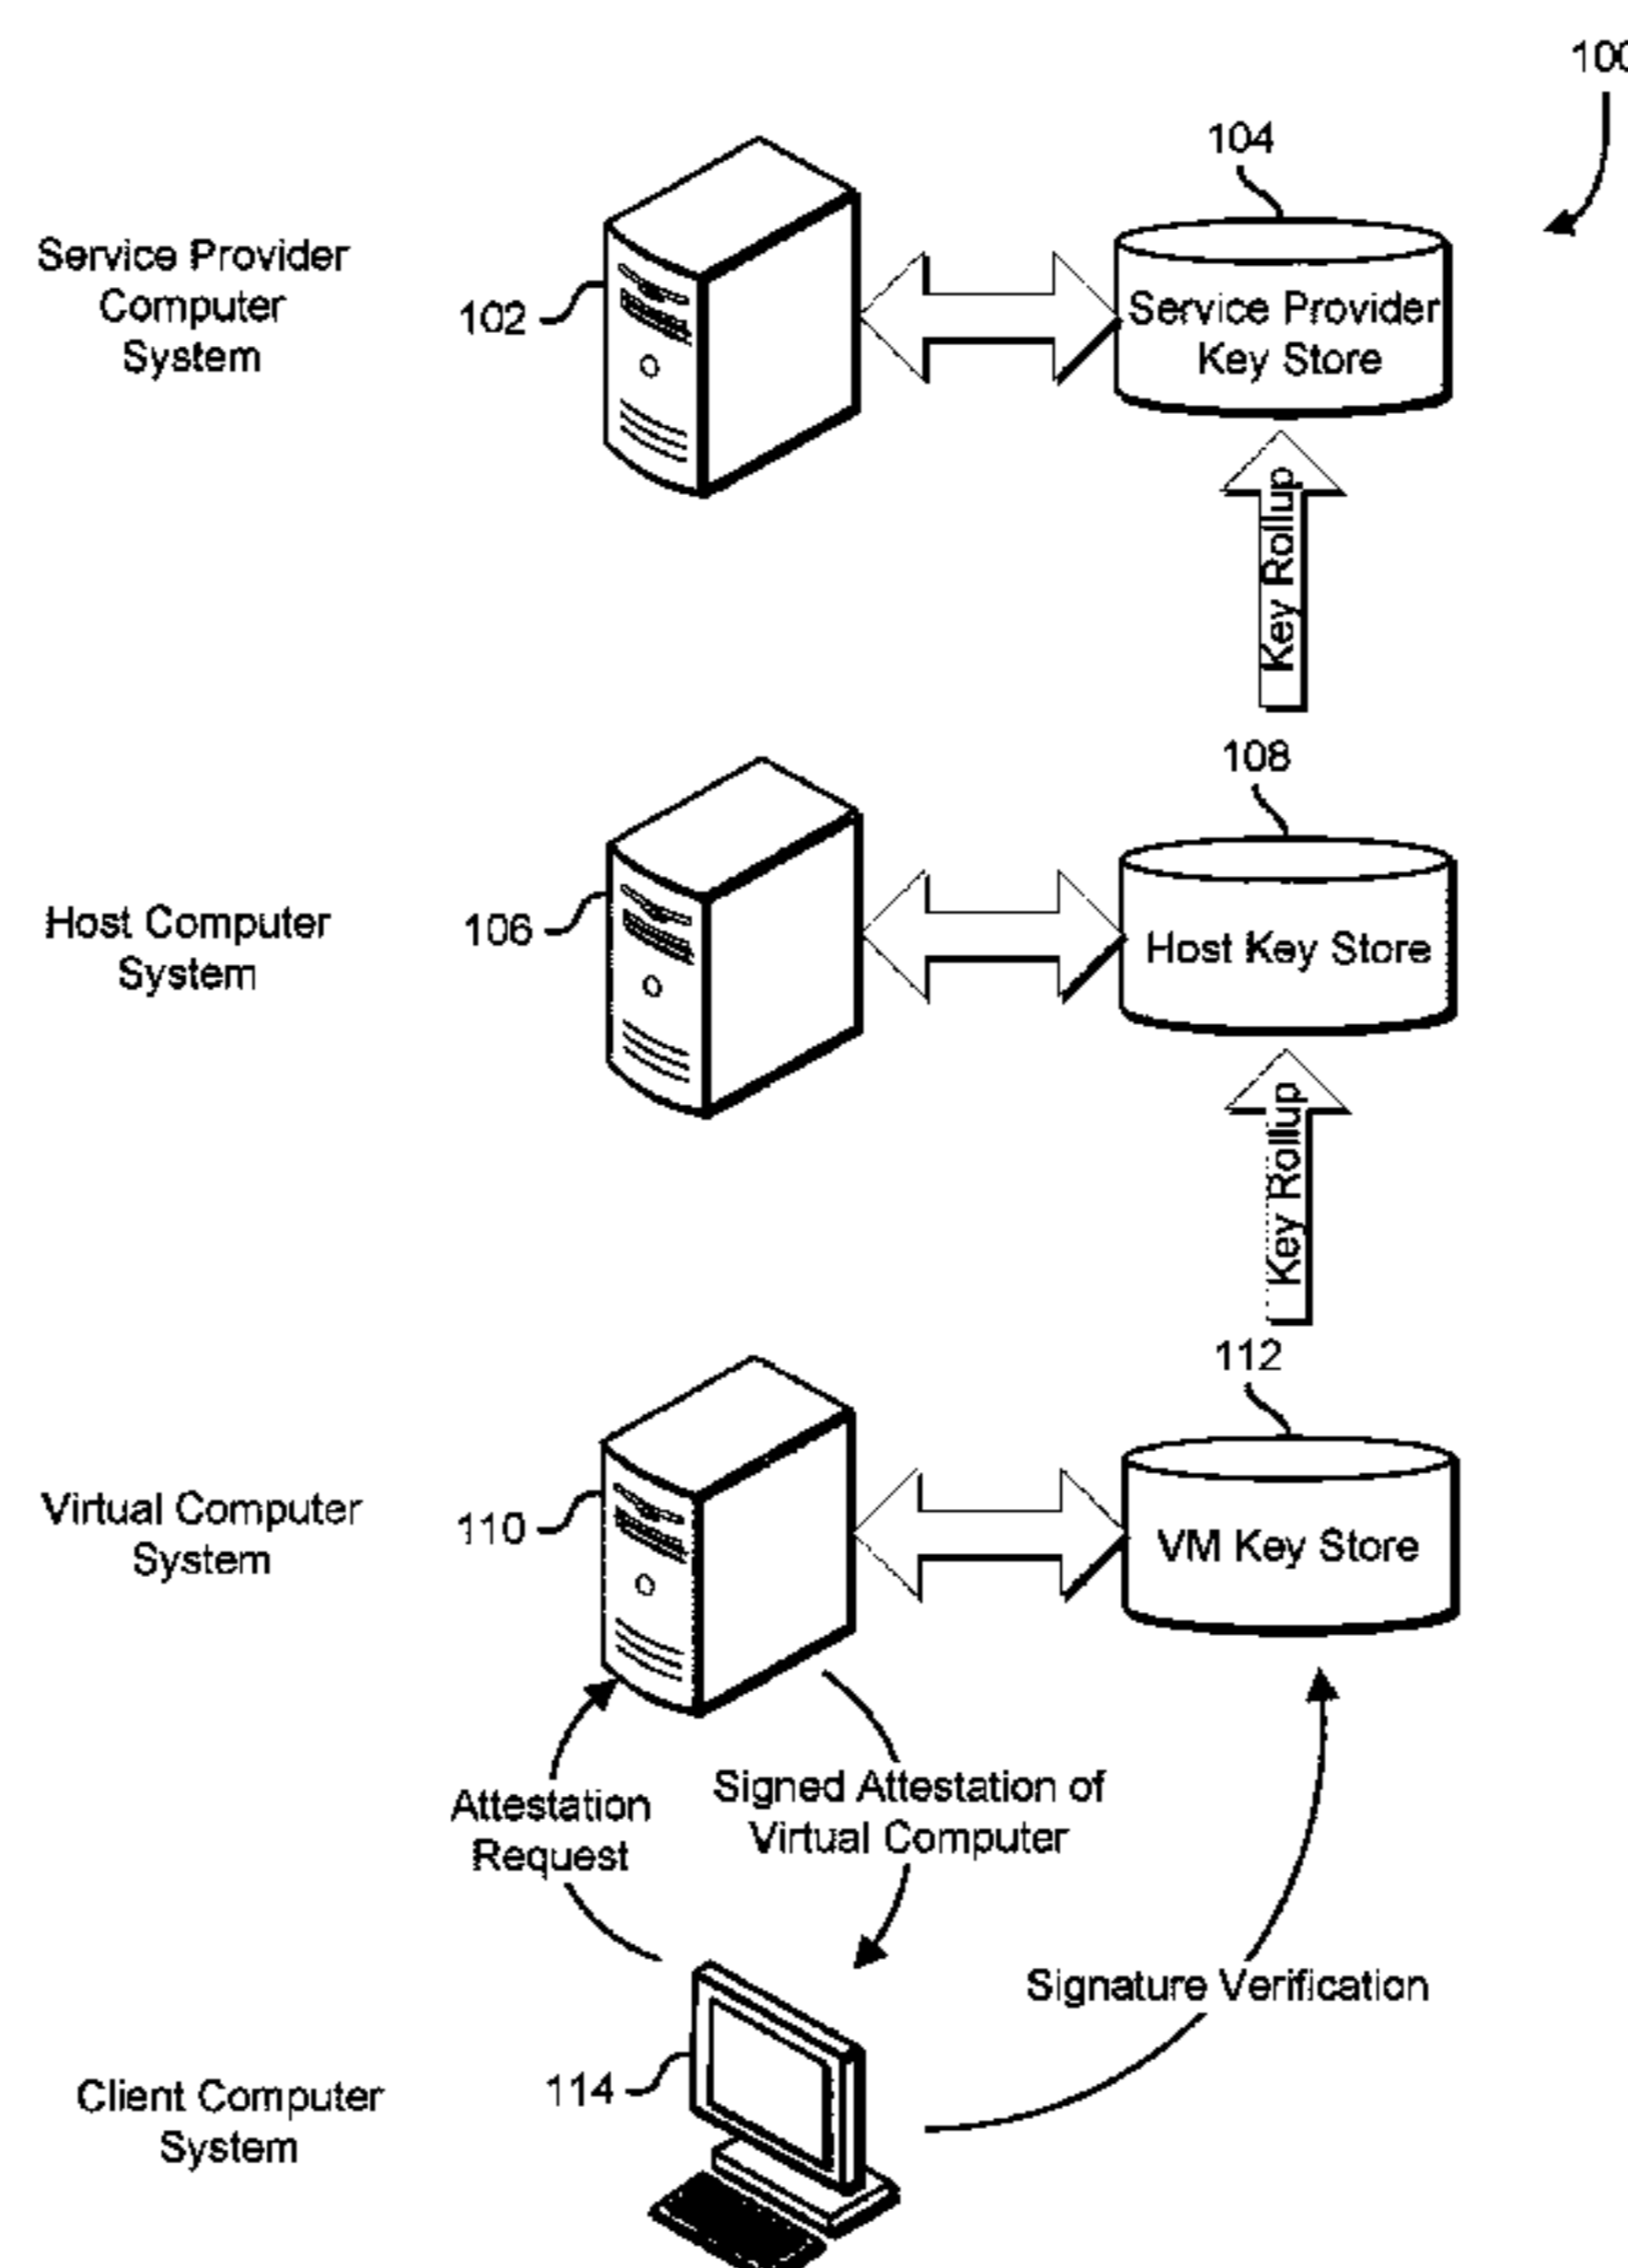 100
104
Service Provider
Computer
System
102
Service Provider
Key Store
Key Rollup
108
Host Computer
System
106
Host Key Store
Key Rollup
112
Virtual Computer
System
110
VM Key Store
Attestation
Request
Signed Attestation of
Virtual Computer
Signature Verification
Client Computer
System
114